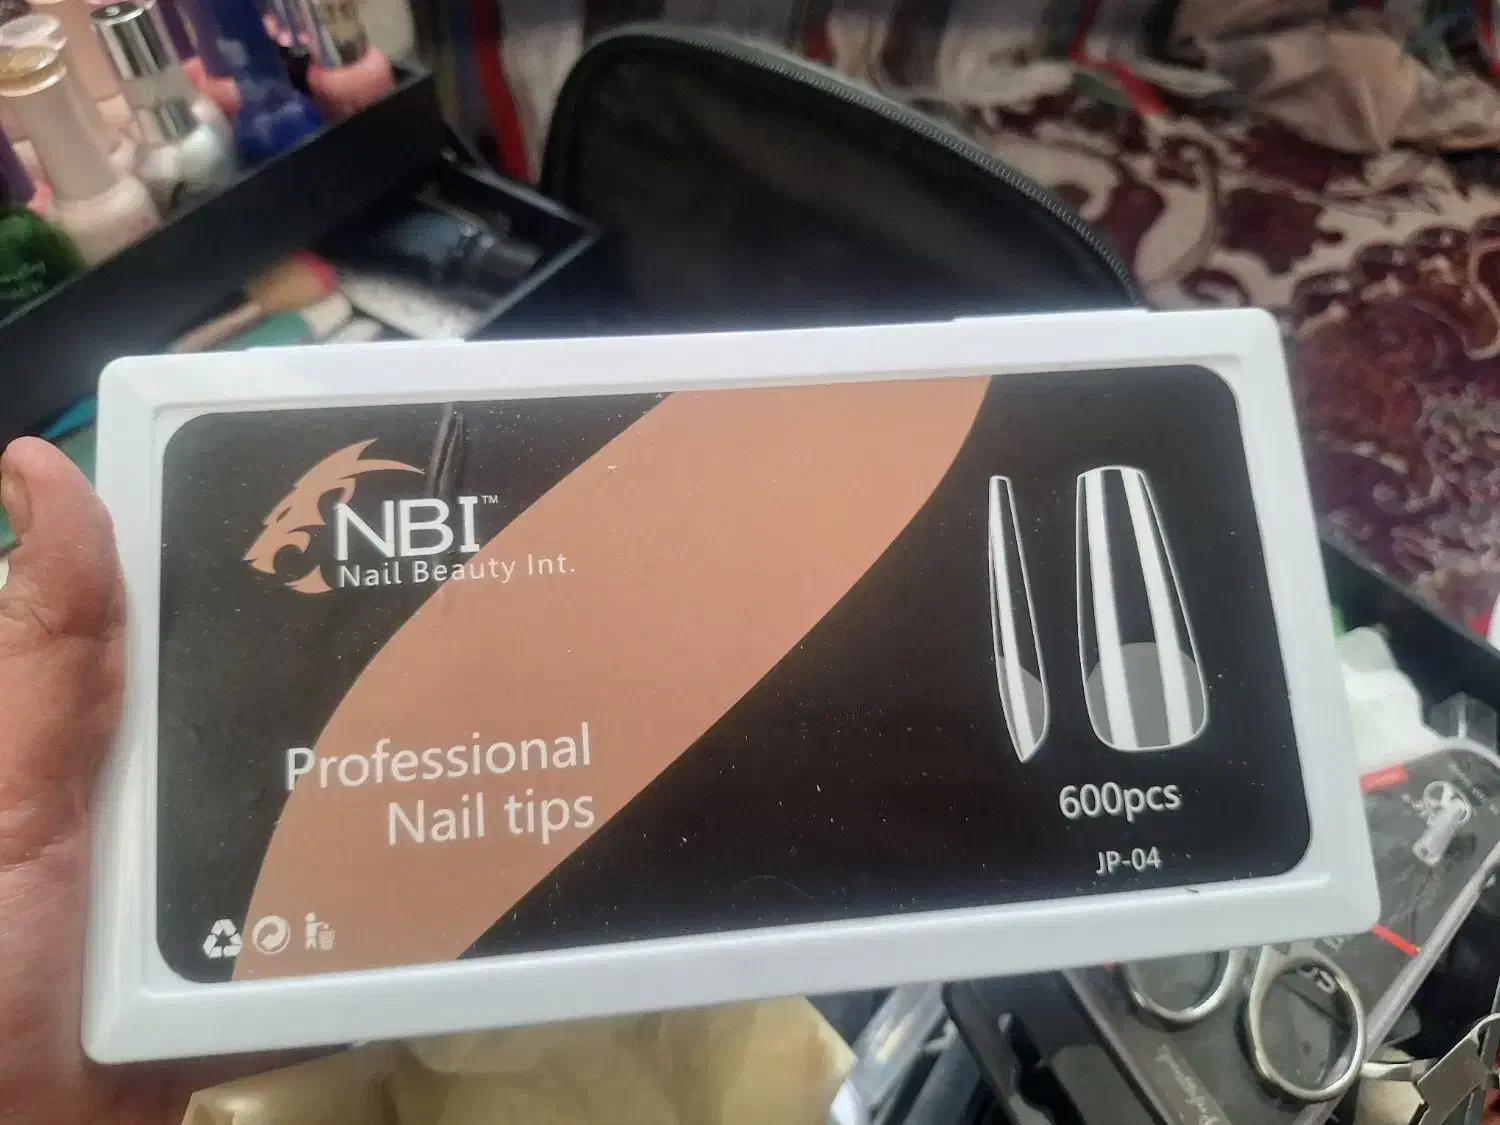 NBI™
Nail Beauty Int.
Professional
Nail tips
600pcs
JP-04